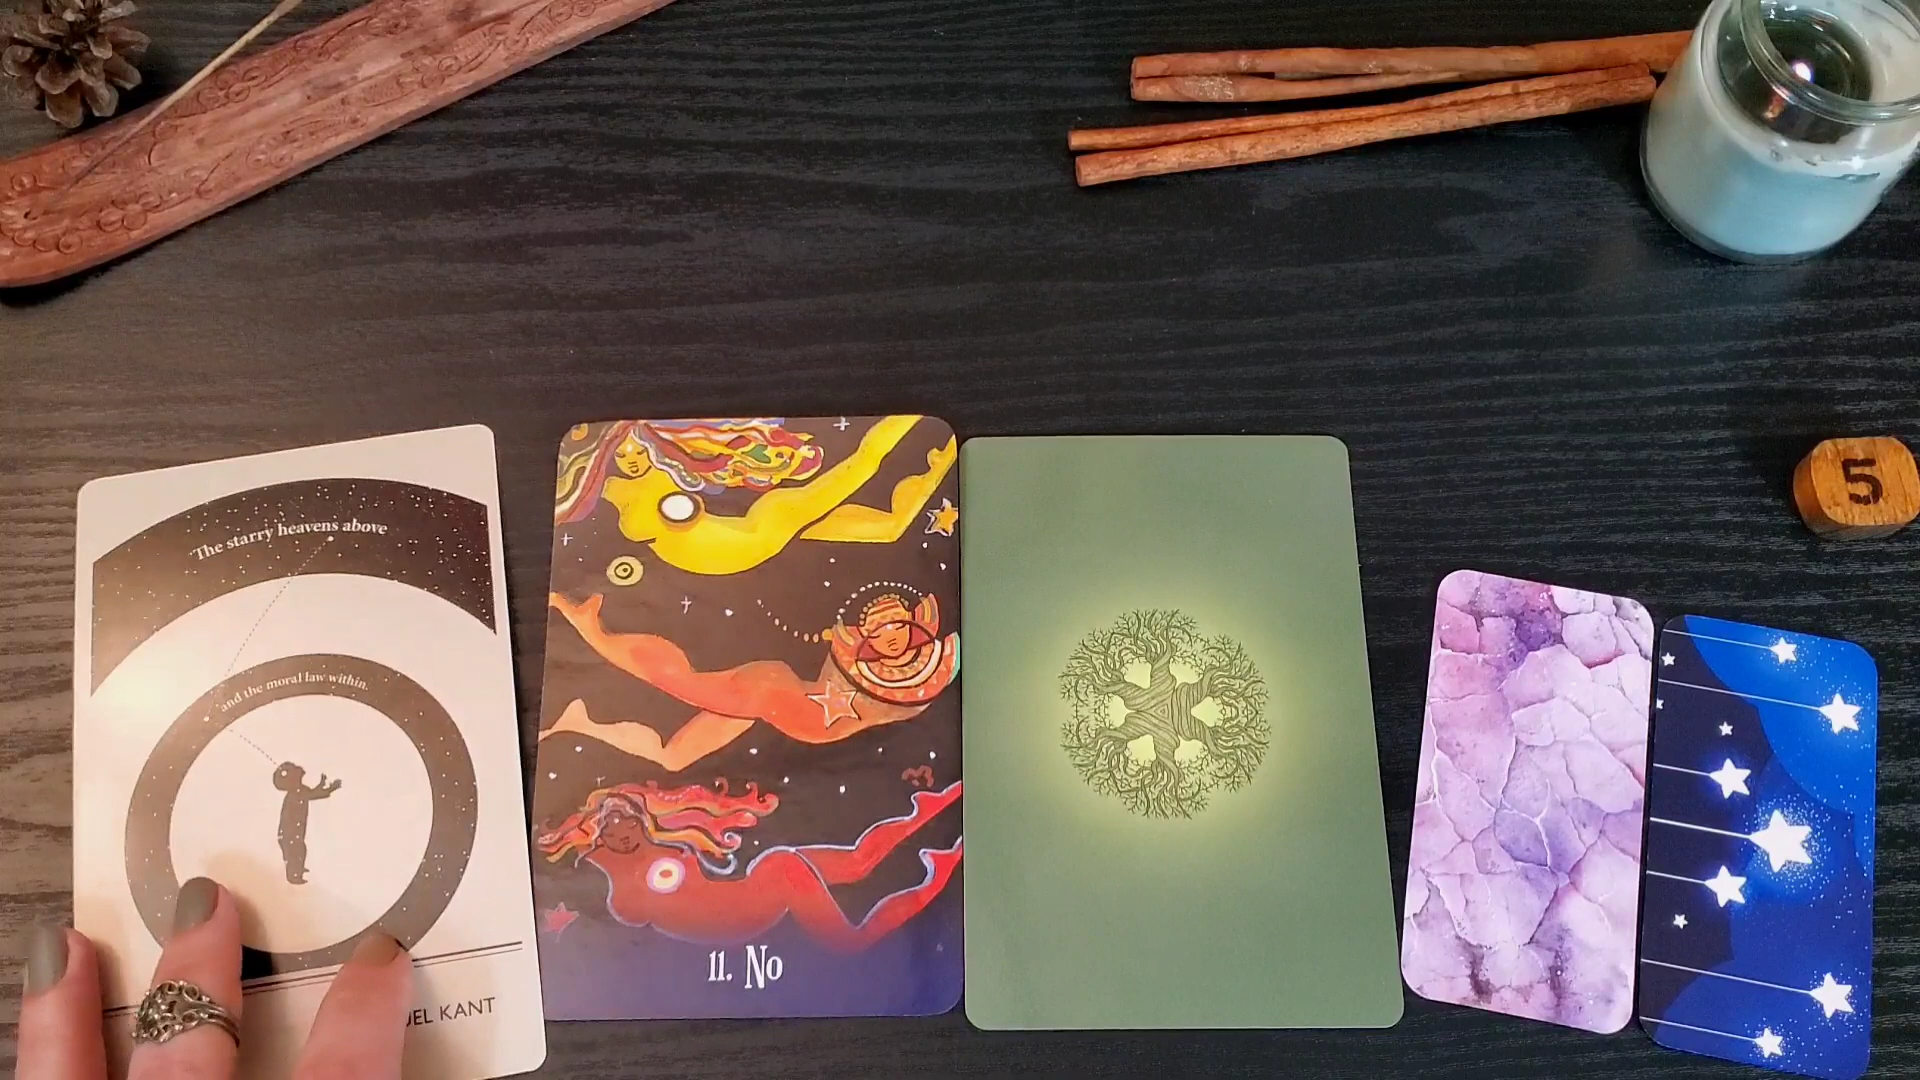 The starry heavens above
and the moral law within.
UEL KANT
11. No
5